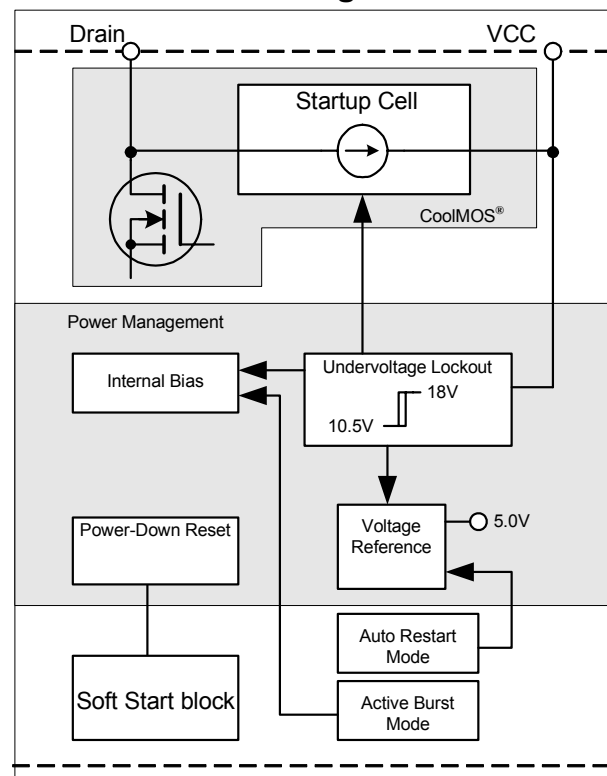 Drain
VCC
Startup Cell
CoolMOS®
Power Management
Internal Bias
Undervoltage Lockout
18V
10.5V
Power-Down Reset
Voltage
Reference
5.0V
Auto Restart
Mode
Soft Start block
Active Burst
Mode